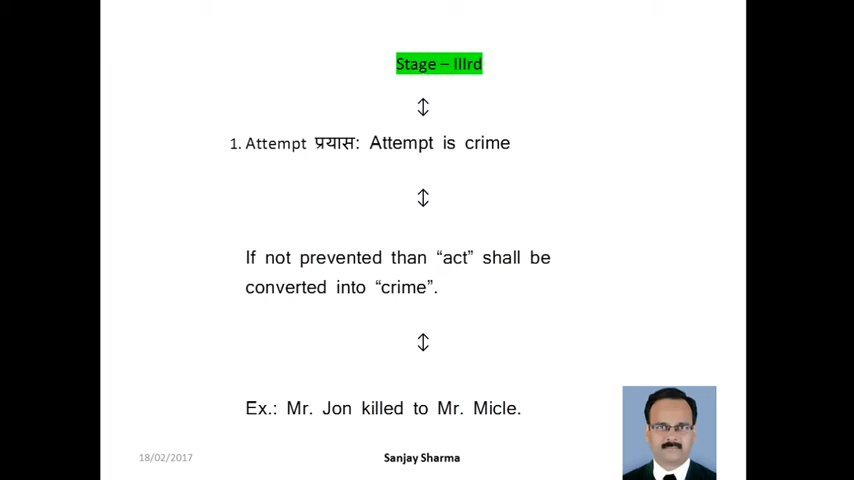 Stage – IIIrd
↕
1. Attempt प्रयास: Attempt is crime
↕
If not prevented than “act” shall be
converted into “crime”.
↕
Ex.: Mr. Jon killed to Mr. Micle.
18/02/2017
Sanjay Sharma